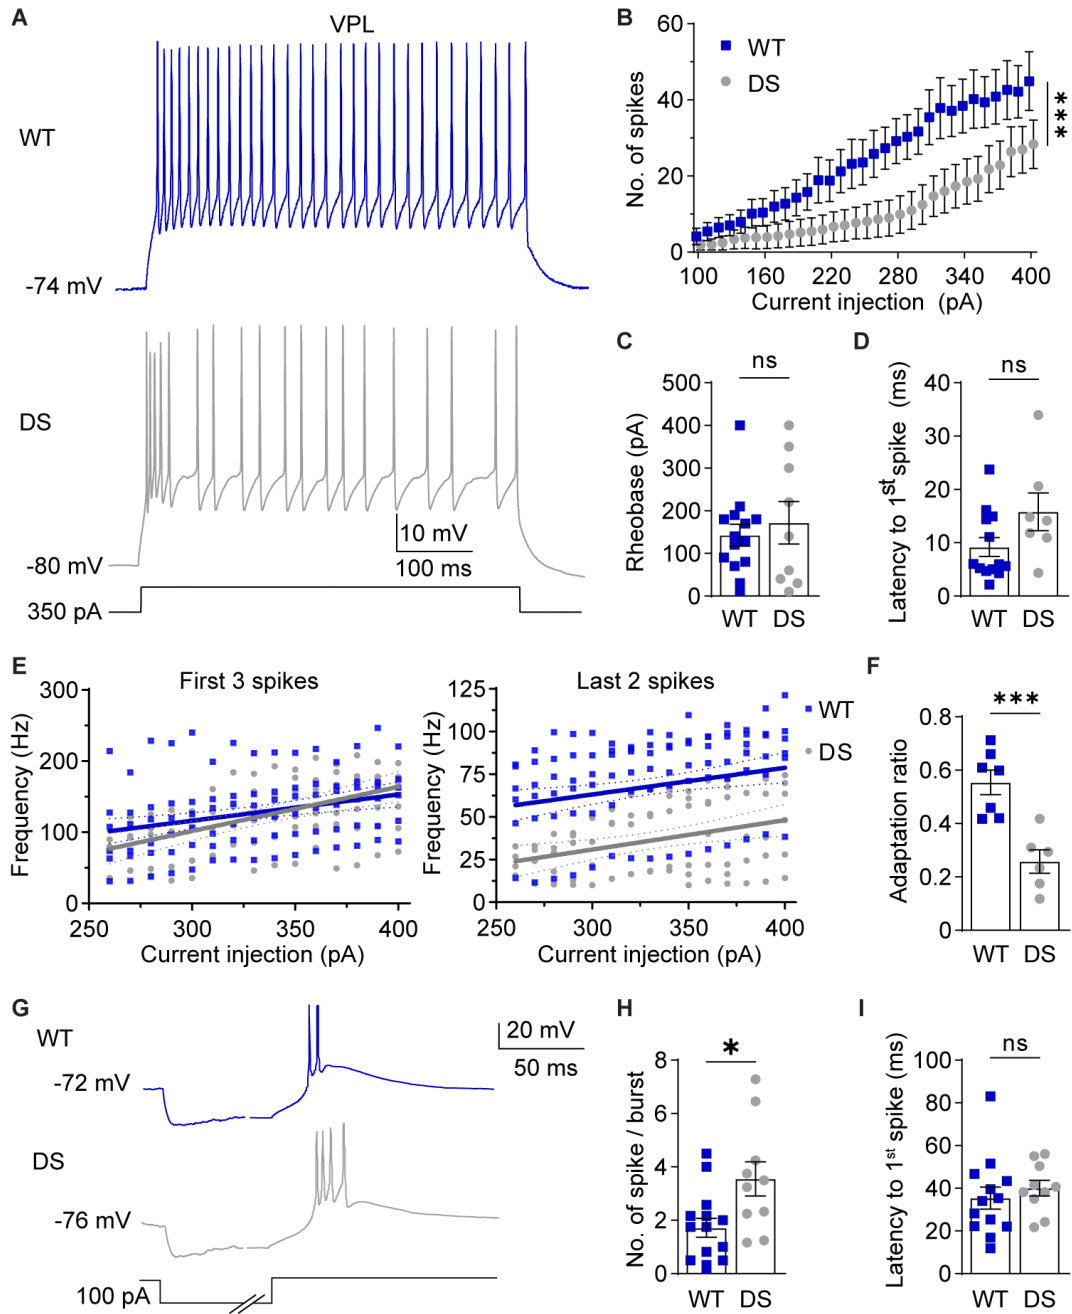 A
VPL
WT
-74 mV
DS
10 mV
100 ms
-80 mV
350 pA
B
60
40
20
0
No. of spikes
WT
DS
***
100 160 220 280 340 400
Current injection (pA)
C
ns
500
400
300
200
100
0
Rheobase (pA)
WT DS
D
ns
40
30
20
10
0
Latency to 1st spike (ms)
WT DS
E
First 3 spikes
300
200
100
0
Frequency (Hz)
250 300 350 400
Current injection (pA)
Last 2 spikes
125
100
75
50
25
0
Frequency (Hz)
250 300 350 400
Current injection (pA)
WT
DS
F
***
0.8
0.6
0.4
0.2
0
Adaptation ratio
WT DS
G
WT
20 mV
50 ms
-72 mV
DS
-76 mV
100 pA
H
*
8
6
4
2
0
No. of spike / burst
WT DS
I
ns
100
80
60
40
20
0
Latency to 1st spike (ms)
WT DS